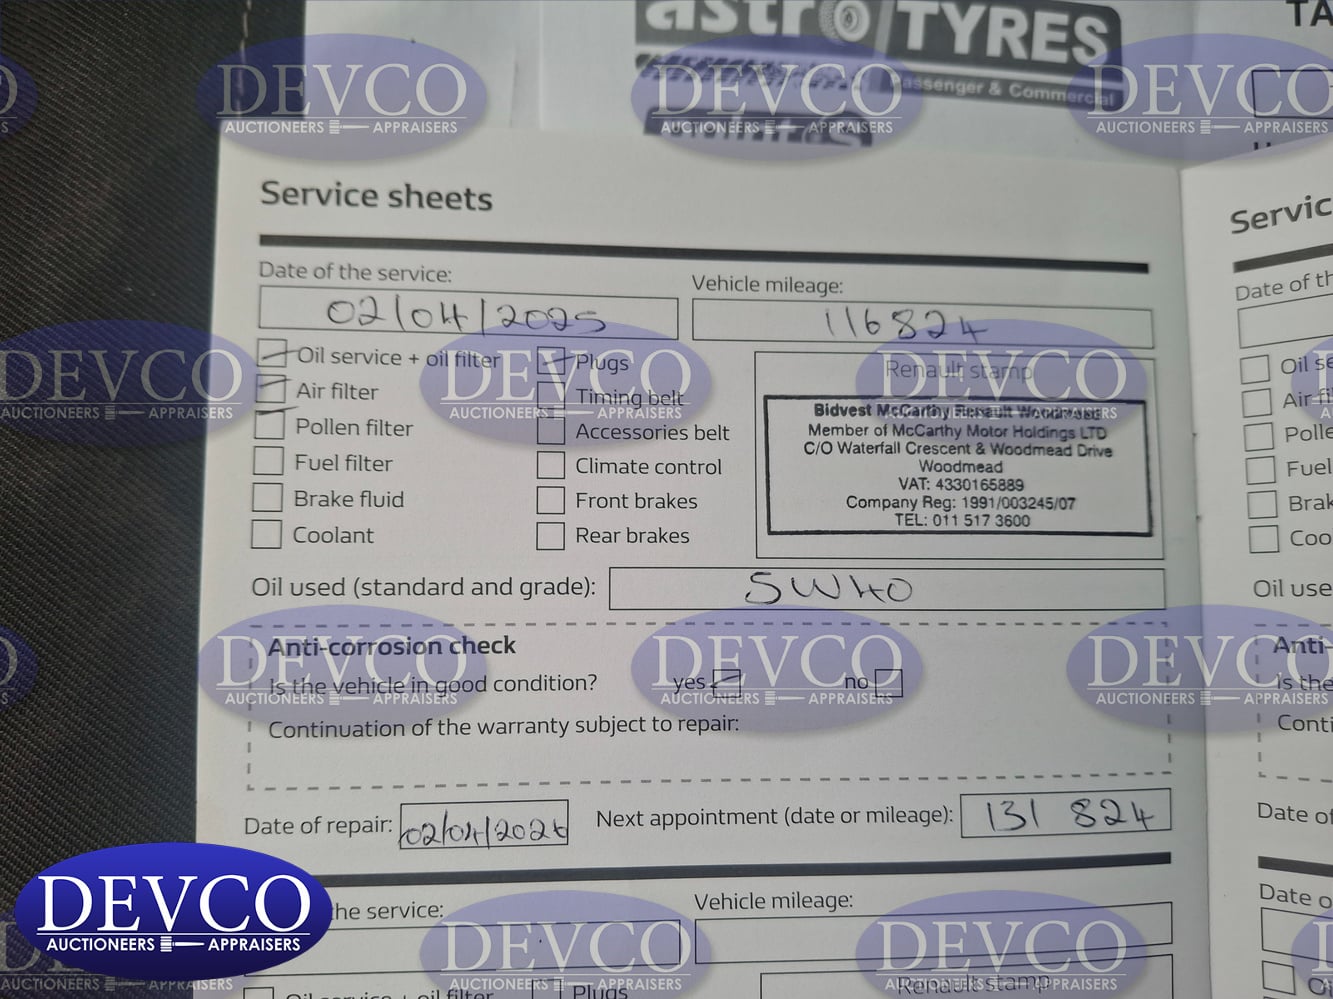 astro TYRES
Passenger & Commercial
TA
Service sheets
Date of the service:
Vehicle mileage:
02/04/2025
116824
Oil service + oil filter
Plugs
Air filter
Timing belt
Pollen filter
Accessories belt
Fuel filter
Climate control
Brake fluid
Front brakes
Coolant
Rear brakes
Renault stamp
Bidvest McCarthy Renault Woodmead
Member of McCarthy Motor Holdings LTD
C/O Waterfall Crescent & Woodmead Drive
Woodmead
VAT: 4330165889
Company Reg: 1991/003245/07
TEL: 011 517 3600
Oil used (standard and grade):
5W40
Anti-corrosion check
Is the vehicle in good condition?
yes
no
Continuation of the warranty subject to repair:
Date of repair:
02/04/2026
Next appointment (date or mileage):
131 824
he service:
Vehicle mileage:
Oil service + oil filter
Plugs
Renault stamp
Servic
Date of th
Oil se
Air fi
Polle
Fuel
Brak
Coo
Oil use
Anti-
Is the
Conti
Date of
Date o
DEVCO
AUCTIONEERS APPRAISERS